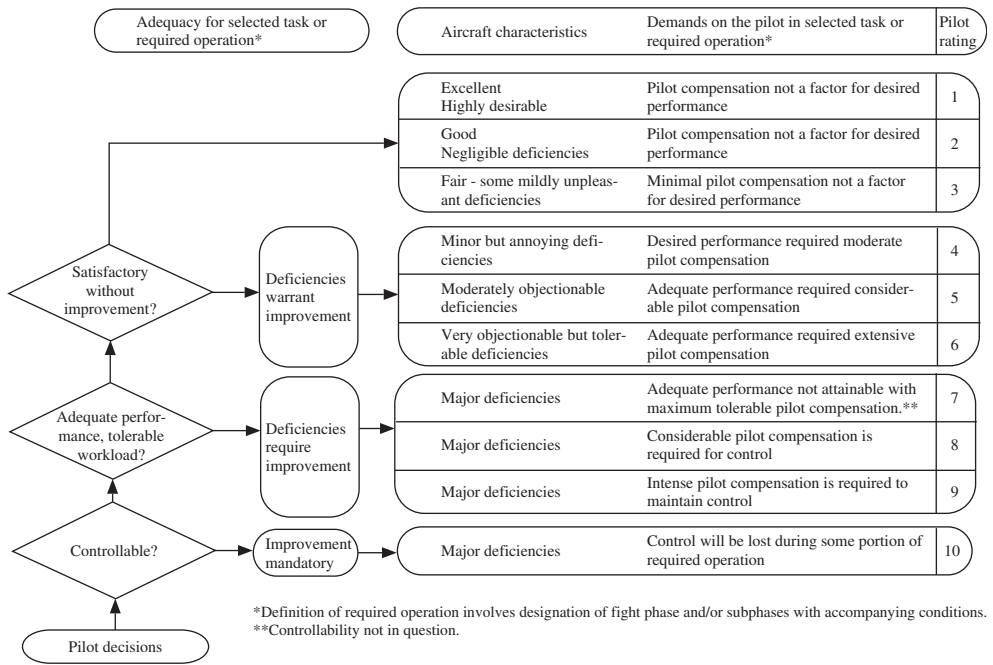 Adequacy for selected task or
required operation*
Aircraft characteristics
Demands on the pilot in selected task or
required operation*
Pilot
rating
Excellent
Highly desirable
Pilot compensation not a factor for desired
performance
1
Good
Negligible deficiencies
Pilot compensation not a factor for desired
performance
2
Fair - some mildly unpleas-
ant deficiencies
Minimal pilot compensation not a factor
for desired performance
3
Satisfactory
without
improvement?
Deficiencies
warrant
improvement
Minor but annoying defi-
ciencies
Desired performance required moderate
pilot compensation
4
Moderately objectionable
deficiencies
Adequate performance required consider-
able pilot compensation
5
Very objectionable but toler-
able deficiencies
Adequate performance required extensive
pilot compensation
6
Adequate perfor-
mance, tolerable
workload?
Deficiencies
require
improvement
Major deficiencies
Adequate performance not attainable with
maximum tolerable pilot compensation.**
7
Major deficiencies
Considerable pilot compensation is
required for control
8
Major deficiencies
Intense pilot compensation is required to
maintain control
9
Controllable?
Improvement
mandatory
Major deficiencies
Control will be lost during some portion of
required operation
10
Pilot decisions
*Definition of required operation involves designation of fight phase and/or subphases with accompanying conditions.
**Controllability not in question.